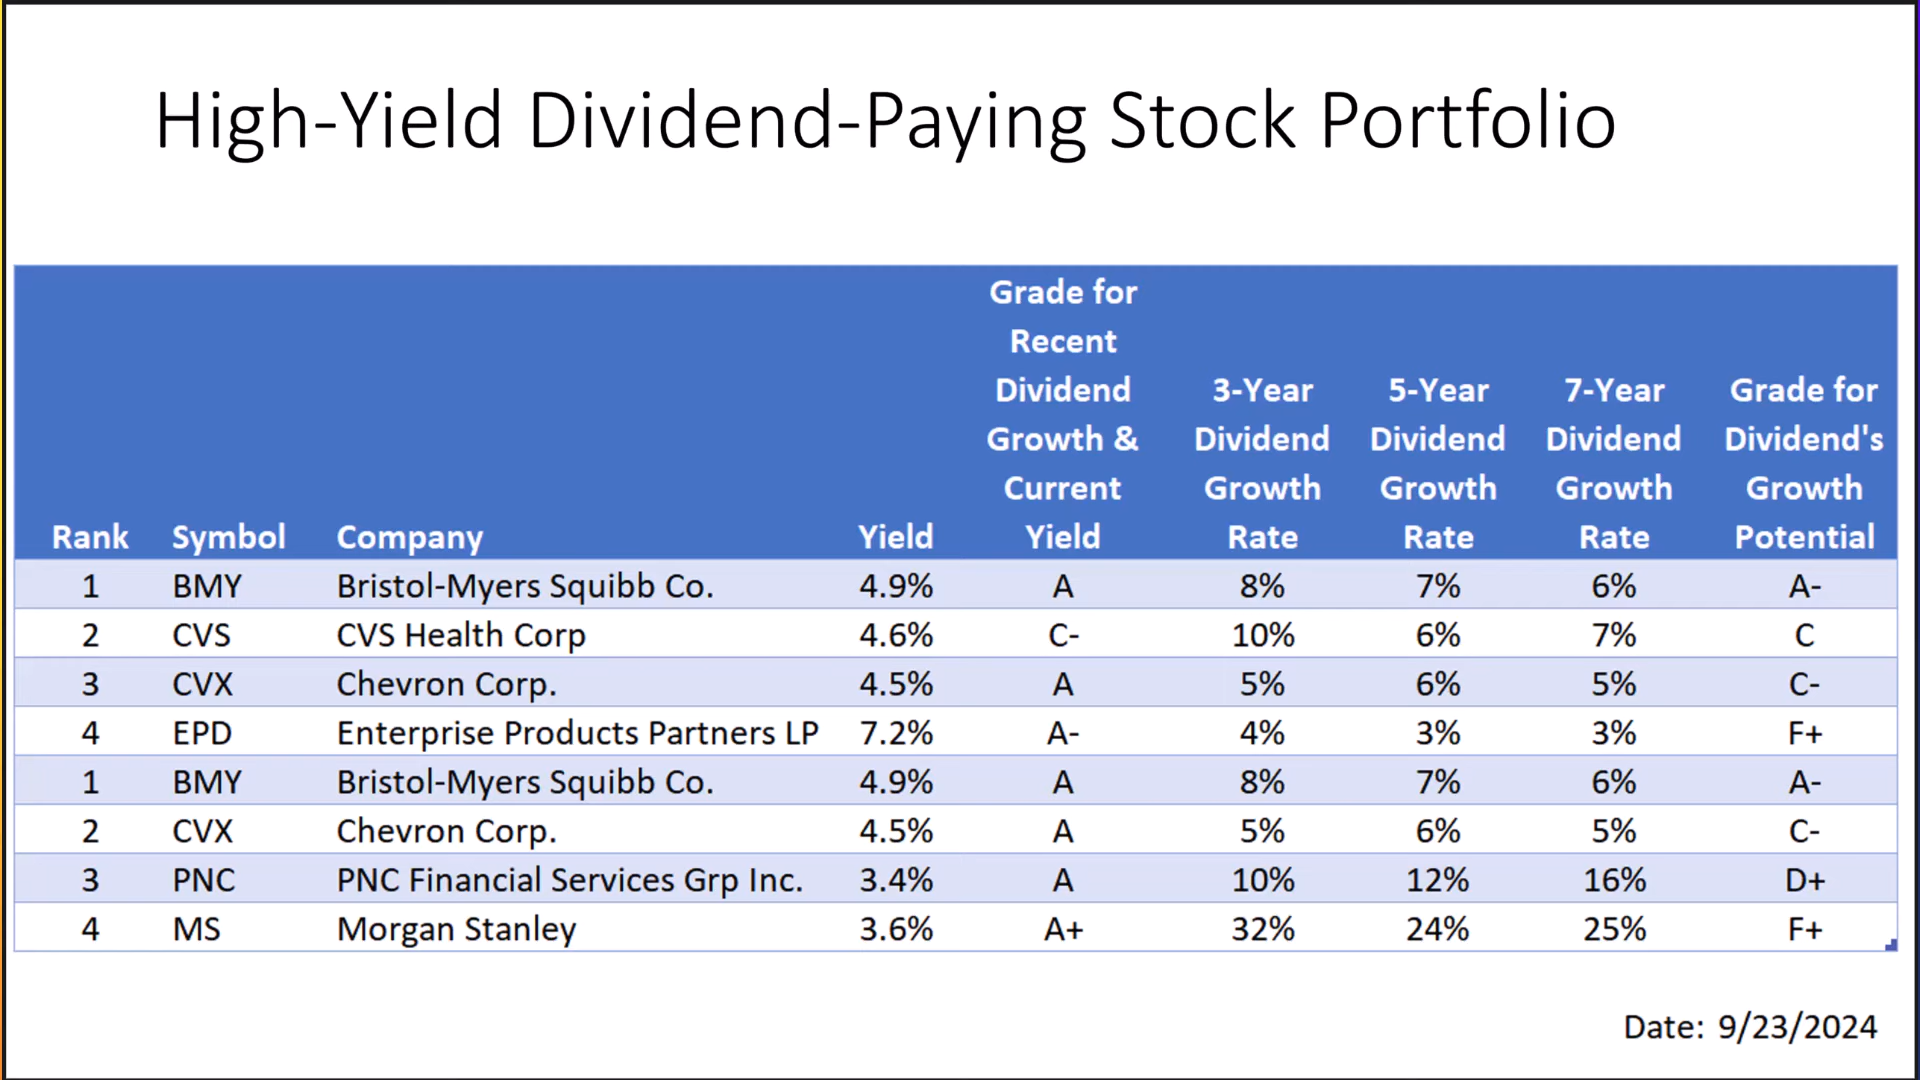 High-Yield Dividend-Paying Stock Portfolio
Rank Symbol Company Yield Grade for Recent Dividend Growth & Current Yield 3-Year Dividend Growth Rate 5-Year Dividend Growth Rate 7-Year Dividend Growth Rate Grade for Dividend's Growth Potential
1 BMY Bristol-Myers Squibb Co. 4.9% A 8% 7% 6% A-
2 CVS CVS Health Corp 4.6% C- 10% 6% 7% C
3 CVX Chevron Corp. 4.5% A 5% 6% 5% C-
4 EPD Enterprise Products Partners LP 7.2% A- 4% 3% 3% F+
1 BMY Bristol-Myers Squibb Co. 4.9% A 8% 7% 6% A-
2 CVX Chevron Corp. 4.5% A 5% 6% 5% C-
3 PNC PNC Financial Services Grp Inc. 3.4% A 10% 12% 16% D+
4 MS Morgan Stanley 3.6% A+ 32% 24% 25% F+
Date: 9/23/2024